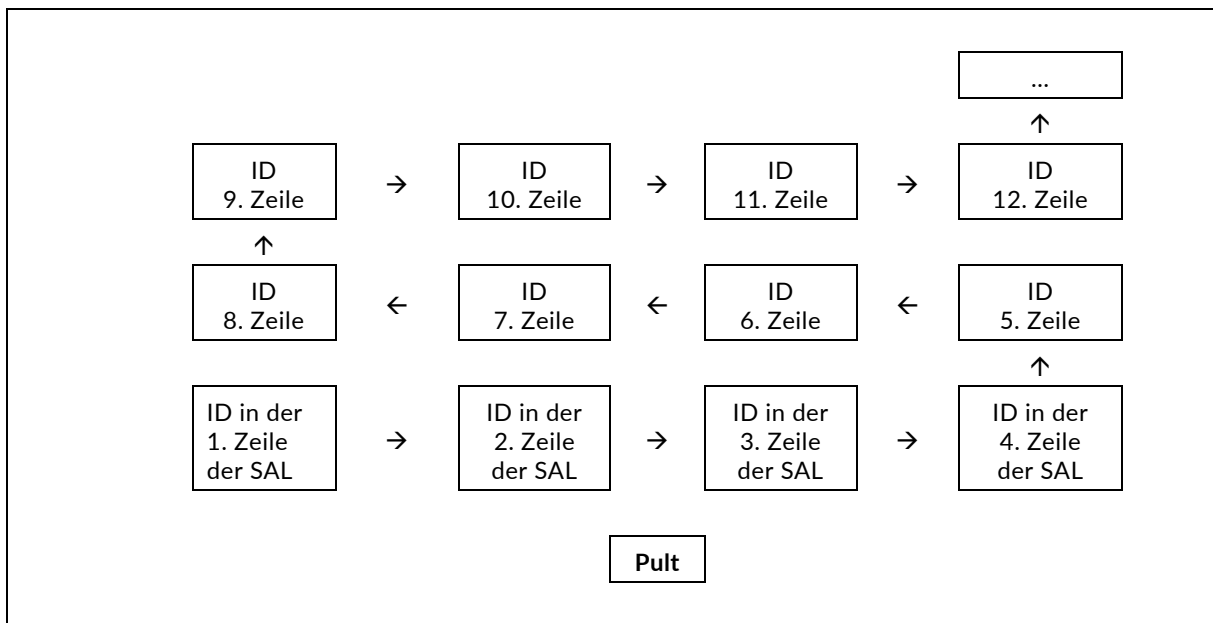 ...
↑
ID
9. Zeile
→
ID
10. Zeile
→
ID
11. Zeile
→
ID
12. Zeile
↑
ID
8. Zeile
←
ID
7. Zeile
←
ID
6. Zeile
←
ID
5. Zeile
↑
ID in der
1. Zeile
der SAL
→
ID in der
2. Zeile
der SAL
→
ID in der
3. Zeile
der SAL
→
ID in der
4. Zeile
der SAL
Pult